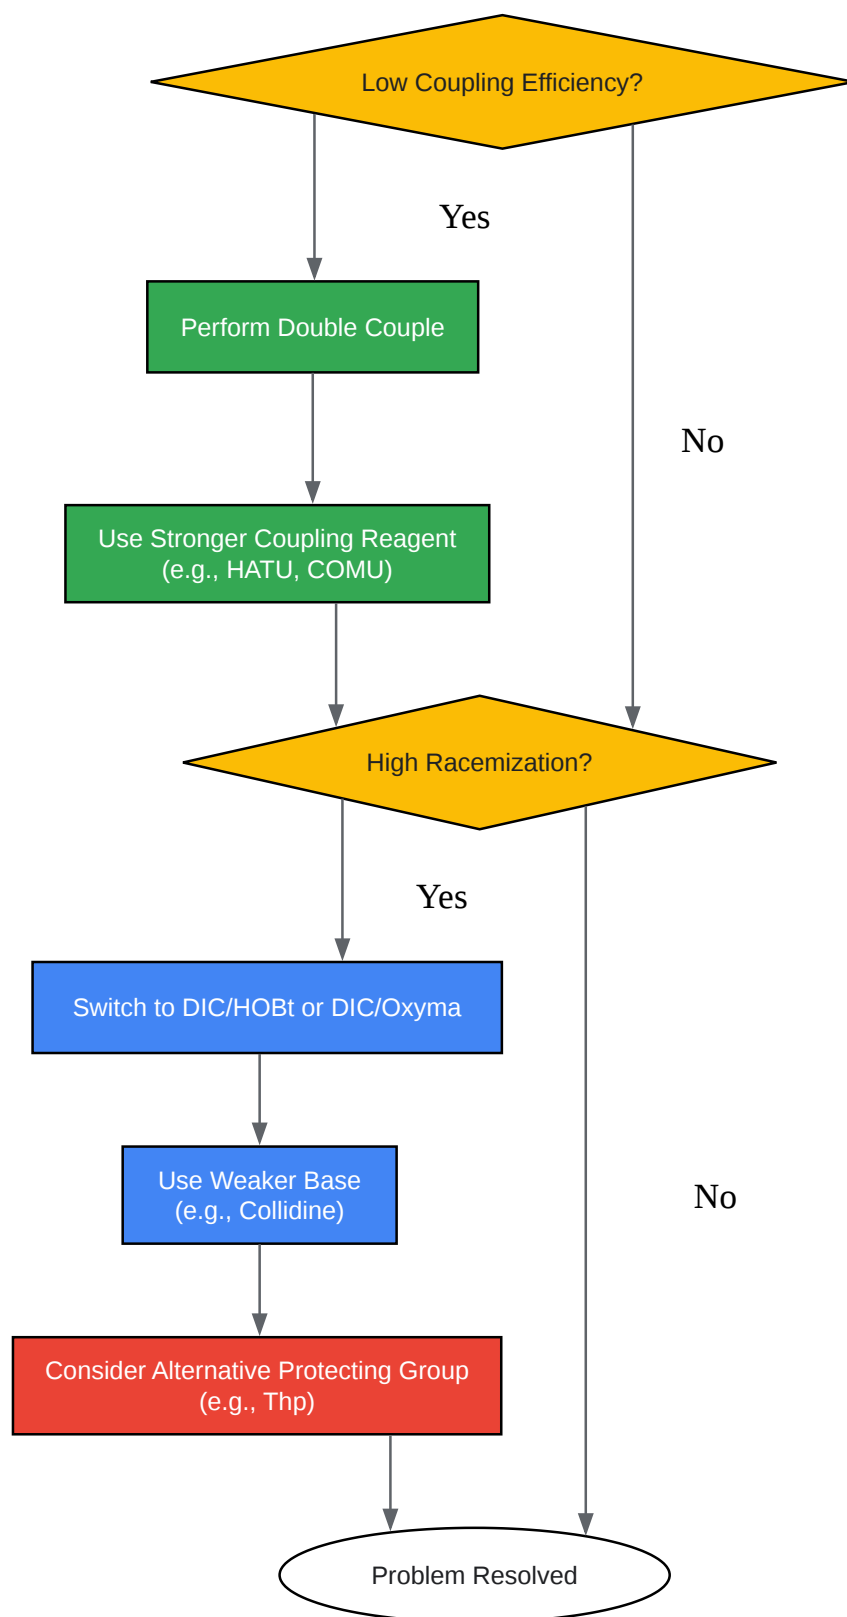 Low Coupling Efficiency?
Yes
Perform Double Couple
No
Use Stronger Coupling Reagent
(e.g., HATU, COMU)
High Racemization?
Yes
Switch to DIC/HOBt or DIC/Oxyma
Use Weaker Base
(e.g., Collidine)
No
Consider Alternative Protecting Group
(e.g., Thp)
Problem Resolved